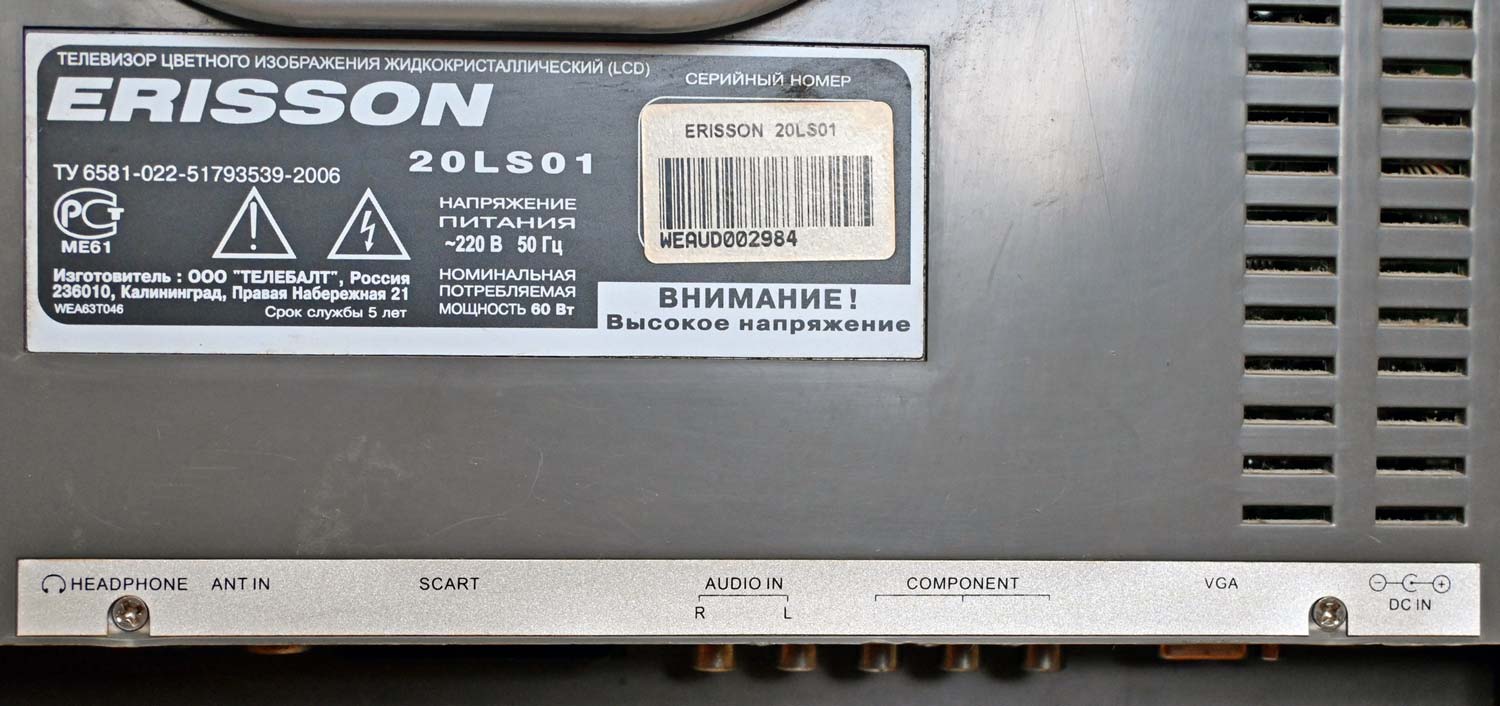 ТЕЛЕВИЗОР ЦВЕТНОГО ИЗОБРАЖЕНИЯ ЖИДКОКРИСТАЛЛИЧЕСКИЙ (LCD)
ERISSON
20LS01
ТУ 6581-022-51793539-2006
РСТ
МЕ61
НАПРЯЖЕНИЕ
ПИТАНИЯ
~220 В 50 Гц
НОМИНАЛЬНАЯ
ПОТРЕБЛЯЕМАЯ
МОЩНОСТЬ 60 Вт
Изготовитель : ООО "ТЕЛЕБАЛТ", Россия
236010, Калининград, Правая Набережная 21
WEA63T046
Срок службы 5 лет
СЕРИЙНЫЙ НОМЕР
ERISSON 20LS01
WEAUD002984
ВНИМАНИЕ!
Высокое напряжение
HEADPHONE ANT IN SCART AUDIO IN COMPONENT VGA
R L
DC IN